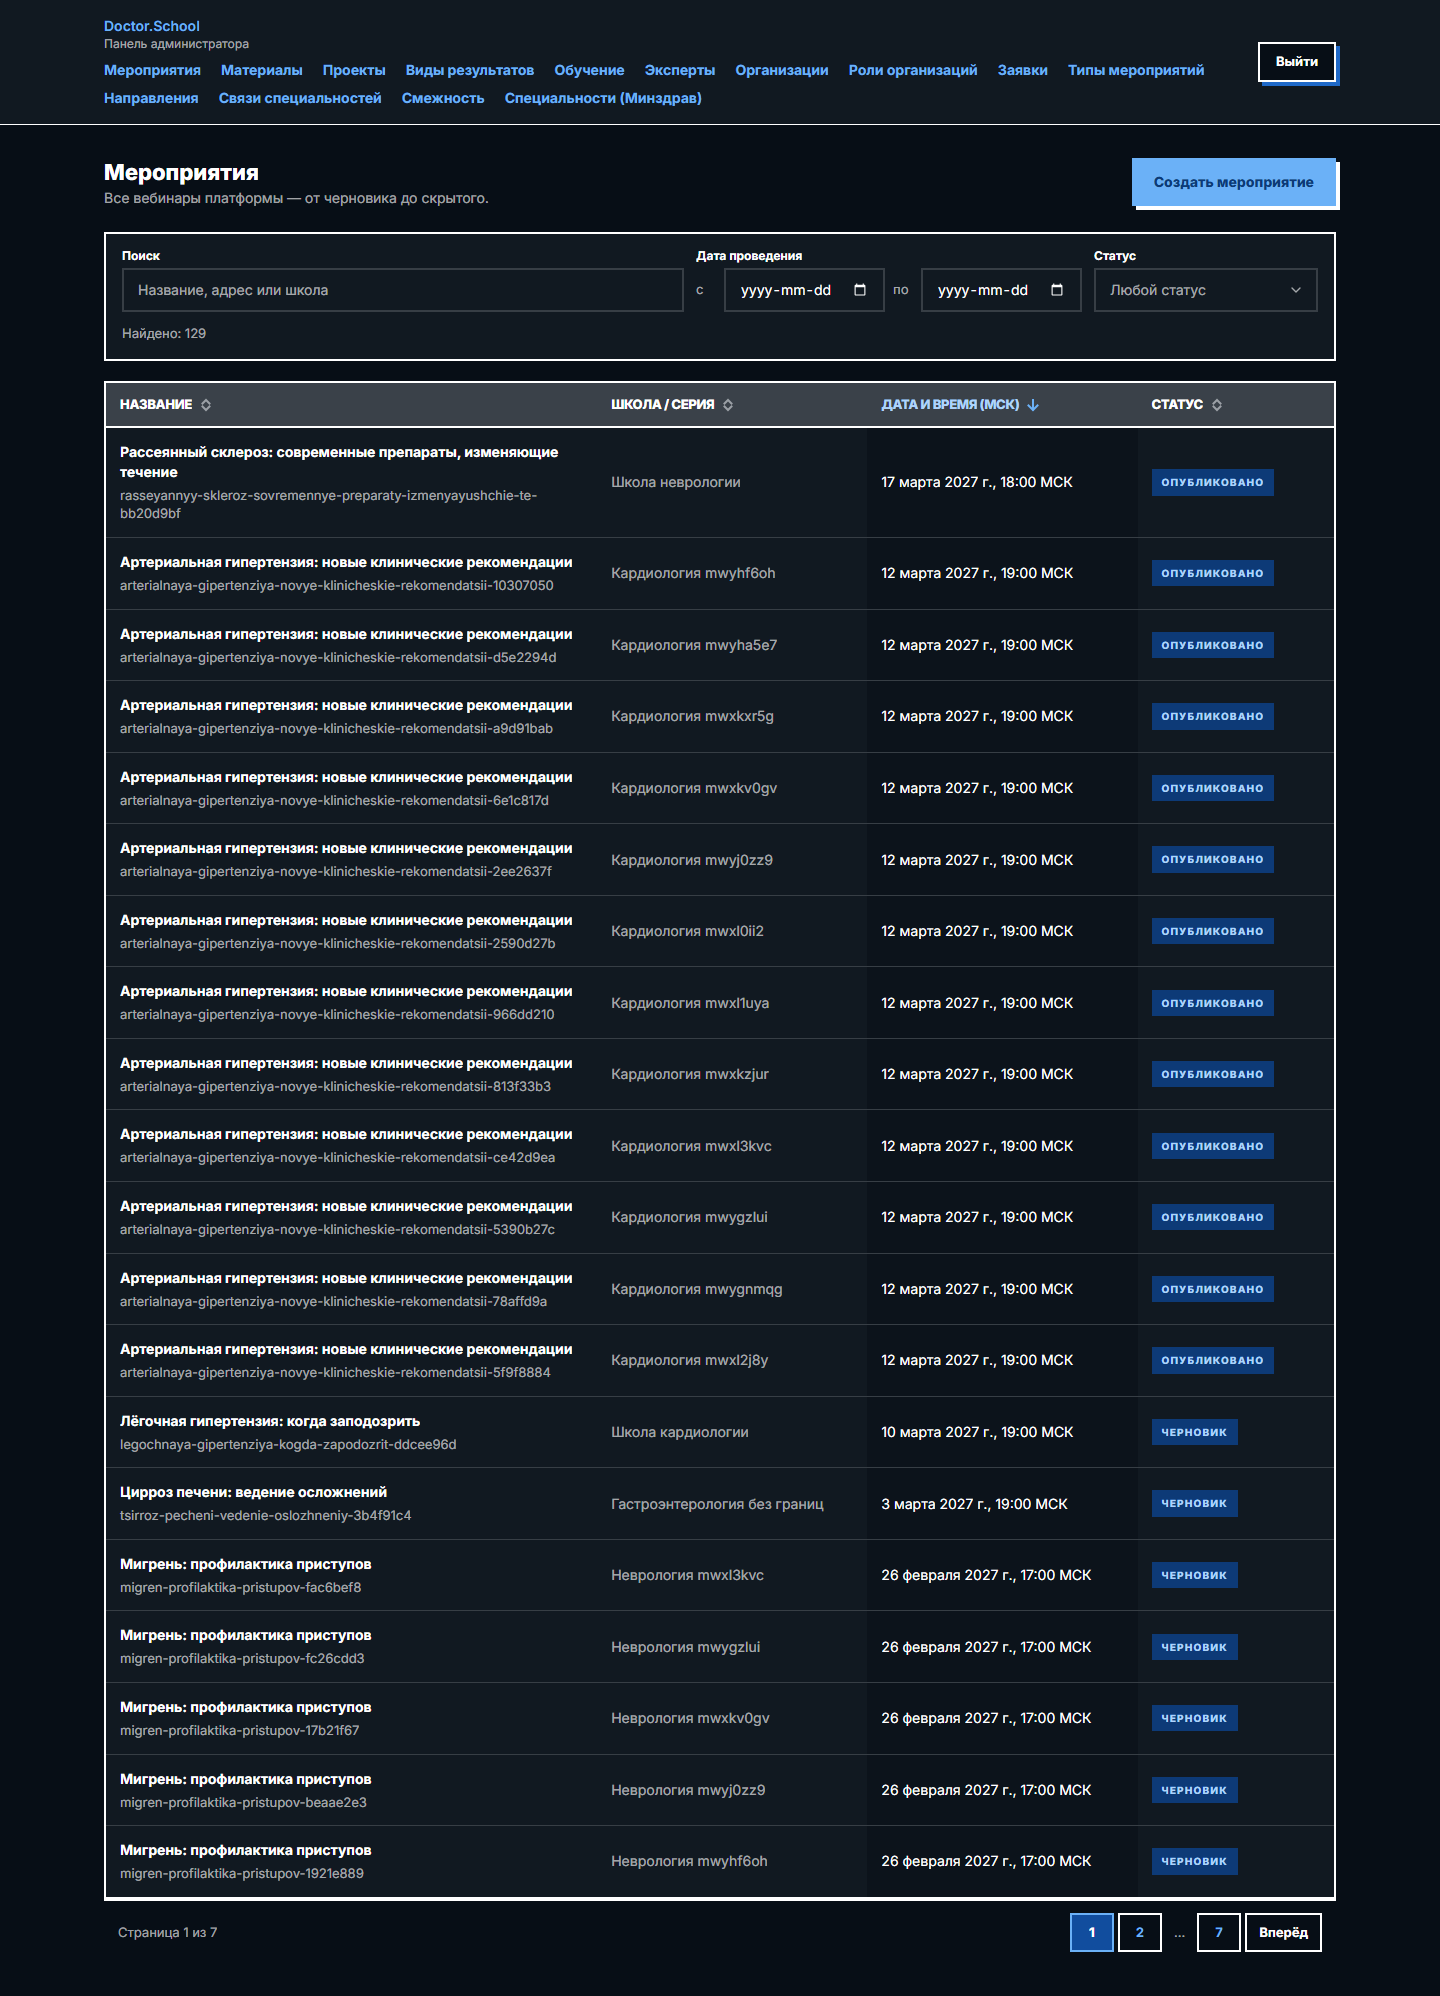 Doctor.School
Панель администратора
Мероприятия Материалы Проекты Виды результатов Обучение Эксперты Организации Роли организаций Заявки Типы мероприятий
Направления Связи специальностей Смежность Специальности (Минздрав)
Выйти
Мероприятия
Все вебинары платформы — от черновика до скрытого.
Создать мероприятие
Поиск Дата проведения Статус
Название, адрес или школа с yyyy-mm-dd по yyyy-mm-dd Любой статус
Найдено: 129
НАЗВАНИЕ ШКОЛА / СЕРИЯ ДАТА И ВРЕМЯ (МСК) СТАТУС
Рассеянный склероз: современные препараты, изменяющие
течение
rasseyannyy-skleroz-sovremennye-preparaty-izmenyayushchie-te-
bb20d9bf
Школа неврологии 17 марта 2027 г., 18:00 МСК ОПУБЛИКОВАНО
Артериальная гипертензия: новые клинические рекомендации
arterialnaya-gipertenziya-novye-klinicheskie-rekomendatsii-10307050
Кардиология mwyhf6oh 12 марта 2027 г., 19:00 МСК ОПУБЛИКОВАНО
Артериальная гипертензия: новые клинические рекомендации
arterialnaya-gipertenziya-novye-klinicheskie-rekomendatsii-d5e2294d
Кардиология mwyha5e7 12 марта 2027 г., 19:00 МСК ОПУБЛИКОВАНО
Артериальная гипертензия: новые клинические рекомендации
arterialnaya-gipertenziya-novye-klinicheskie-rekomendatsii-a9d91bab
Кардиология mwxkxr5g 12 марта 2027 г., 19:00 МСК ОПУБЛИКОВАНО
Артериальная гипертензия: новые клинические рекомендации
arterialnaya-gipertenziya-novye-klinicheskie-rekomendatsii-6e1c817d
Кардиология mwxkv0gv 12 марта 2027 г., 19:00 МСК ОПУБЛИКОВАНО
Артериальная гипертензия: новые клинические рекомендации
arterialnaya-gipertenziya-novye-klinicheskie-rekomendatsii-2ee2637f
Кардиология mwyj0zz9 12 марта 2027 г., 19:00 МСК ОПУБЛИКОВАНО
Артериальная гипертензия: новые клинические рекомендации
arterialnaya-gipertenziya-novye-klinicheskie-rekomendatsii-2590d27b
Кардиология mwxl0ii2 12 марта 2027 г., 19:00 МСК ОПУБЛИКОВАНО
Артериальная гипертензия: новые клинические рекомендации
arterialnaya-gipertenziya-novye-klinicheskie-rekomendatsii-966dd210
Кардиология mwxl1uya 12 марта 2027 г., 19:00 МСК ОПУБЛИКОВАНО
Артериальная гипертензия: новые клинические рекомендации
arterialnaya-gipertenziya-novye-klinicheskie-rekomendatsii-813f33b3
Кардиология mwxkzjur 12 марта 2027 г., 19:00 МСК ОПУБЛИКОВАНО
Артериальная гипертензия: новые клинические рекомендации
arterialnaya-gipertenziya-novye-klinicheskie-rekomendatsii-ce42d9ea
Кардиология mwxl3kvc 12 марта 2027 г., 19:00 МСК ОПУБЛИКОВАНО
Артериальная гипертензия: новые клинические рекомендации
arterialnaya-gipertenziya-novye-klinicheskie-rekomendatsii-5390b27c
Кардиология mwygzlui 12 марта 2027 г., 19:00 МСК ОПУБЛИКОВАНО
Артериальная гипертензия: новые клинические рекомендации
arterialnaya-gipertenziya-novye-klinicheskie-rekomendatsii-78affd9a
Кардиология mwygnmqg 12 марта 2027 г., 19:00 МСК ОПУБЛИКОВАНО
Артериальная гипертензия: новые клинические рекомендации
arterialnaya-gipertenziya-novye-klinicheskie-rekomendatsii-5f9f8884
Кардиология mwxl2j8y 12 марта 2027 г., 19:00 МСК ОПУБЛИКОВАНО
Лёгочная гипертензия: когда заподозрить
legochnaya-gipertenziya-kogda-zapodozrit-ddcee96d
Школа кардиологии 10 марта 2027 г., 19:00 МСК ЧЕРНОВИК
Цирроз печени: ведение осложнений
tsirroz-pecheni-vedenie-oslozhneniy-3b4f91c4
Гастроэнтерология без границ 3 марта 2027 г., 19:00 МСК ЧЕРНОВИК
Мигрень: профилактика приступов
migren-profilaktika-pristupov-fac6bef8
Неврология mwxl3kvc 26 февраля 2027 г., 17:00 МСК ЧЕРНОВИК
Мигрень: профилактика приступов
migren-profilaktika-pristupov-fc26cdd3
Неврология mwygzlui 26 февраля 2027 г., 17:00 МСК ЧЕРНОВИК
Мигрень: профилактика приступов
migren-profilaktika-pristupov-17b21f67
Неврология mwxkv0gv 26 февраля 2027 г., 17:00 МСК ЧЕРНОВИК
Мигрень: профилактика приступов
migren-profilaktika-pristupov-beaae2e3
Неврология mwyj0zz9 26 февраля 2027 г., 17:00 МСК ЧЕРНОВИК
Мигрень: профилактика приступов
migren-profilaktika-pristupov-1921e889
Неврология mwyhf6oh 26 февраля 2027 г., 17:00 МСК ЧЕРНОВИК
Страница 1 из 7 1 2 ... 7 Вперёд